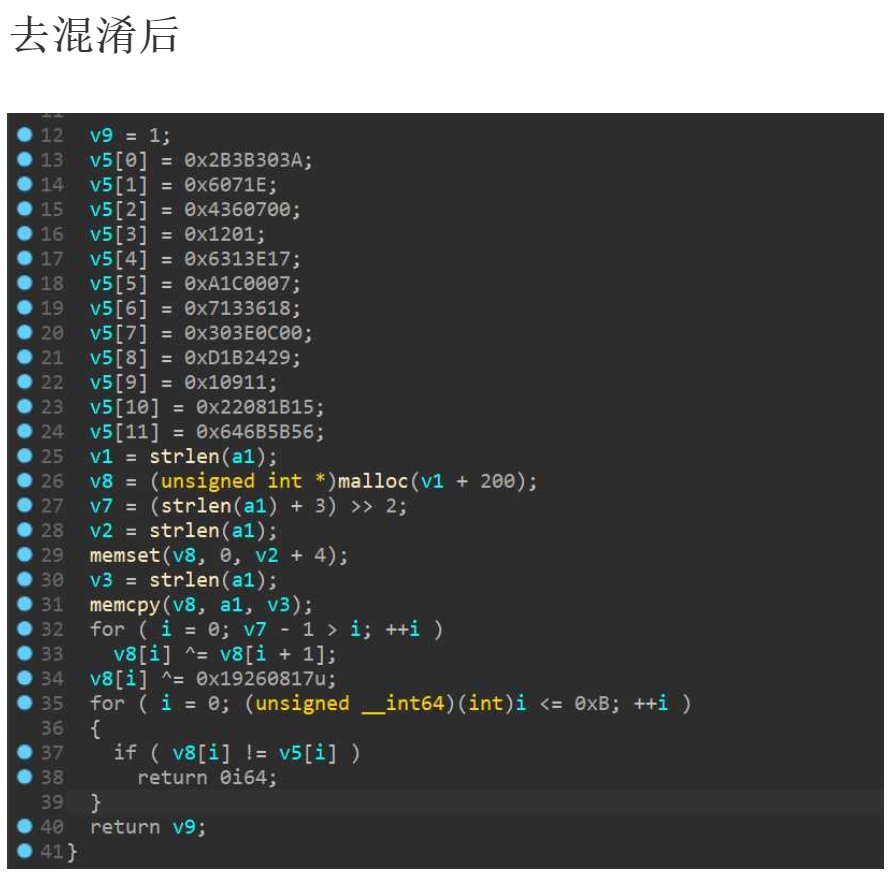 去混淆后
12 v9 = 1;
13 v5[0] = 0x2B3B303A;
14 v5[1] = 0x6071E;
15 v5[2] = 0x4360700;
16 v5[3] = 0x1201;
17 v5[4] = 0x6313E17;
18 v5[5] = 0xA1C0007;
19 v5[6] = 0x7133618;
20 v5[7] = 0x303E0C00;
21 v5[8] = 0xD1B2429;
22 v5[9] = 0x10911;
23 v5[10] = 0x22081B15;
24 v5[11] = 0x646B5B56;
25 v1 = strlen(a1);
26 v8 = (unsigned int *)malloc(v1 + 200);
27 v7 = (strlen(a1) + 3) >> 2;
28 v2 = strlen(a1);
29 memset(v8, 0, v2 + 4);
30 v3 = strlen(a1);
31 memcpy(v8, a1, v3);
32 for ( i = 0; v7 - 1 > i; ++i )
33 v8[i] ^= v8[i + 1];
34 v8[i] ^= 0x19260817u;
35 for ( i = 0; (unsigned __int64)(int)i <= 0xB; ++i )
36 {
37 if ( v8[i] != v5[i] )
38 return 0i64;
39 }
40 return v9;
41 }